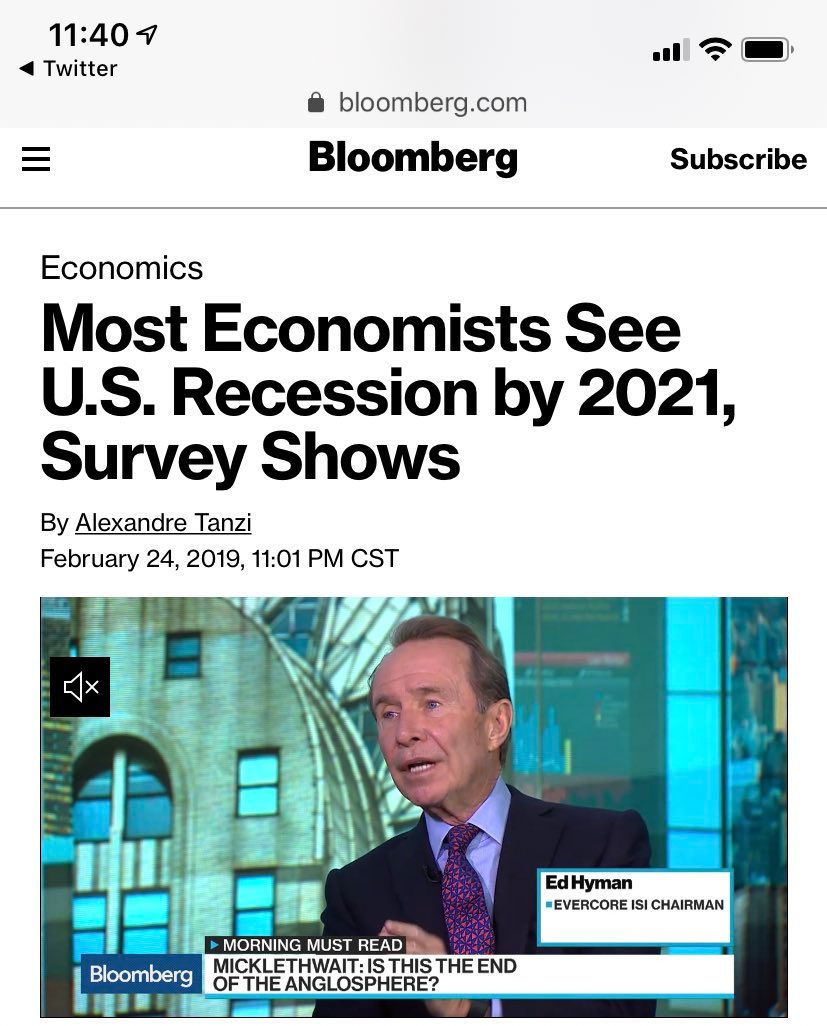 11:40
◀ Twitter
bloomberg.com
Bloomberg
Subscribe
Economics
Most Economists See
U.S. Recession by 2021,
Survey Shows
By Alexandre Tanzi
February 24, 2019, 11:01 PM CST
Ed Hyman
EVERCORE ISI CHAIRMAN
MORNING MUST READ
Bloomberg
MICKLETHWAIT: IS THIS THE END
OF THE ANGLOSPHERE?